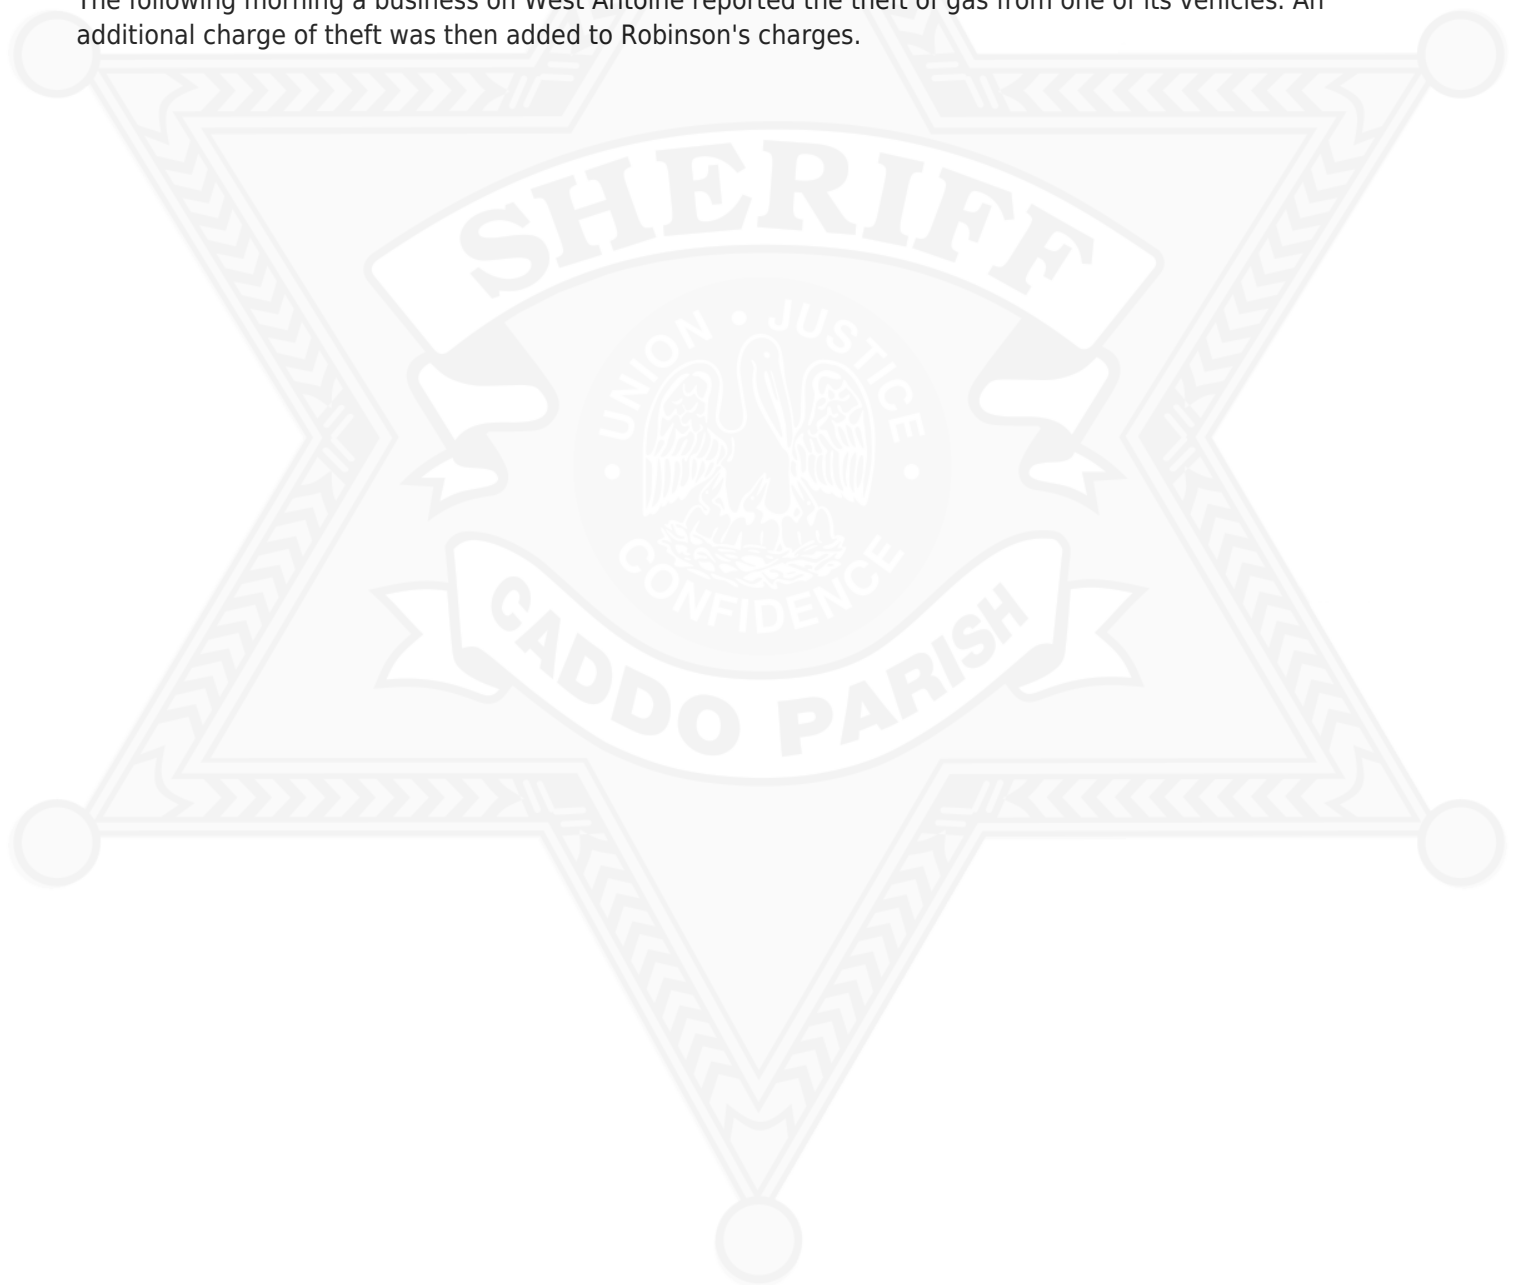 The following morning a business on West Antoine reported the theft of gas from one of its vehicles. An
additional charge of theft was then added to Robinson's charges.
SHERIFF
UNION • JUSTICE
• CONFIDENCE •
CADDO PARISH